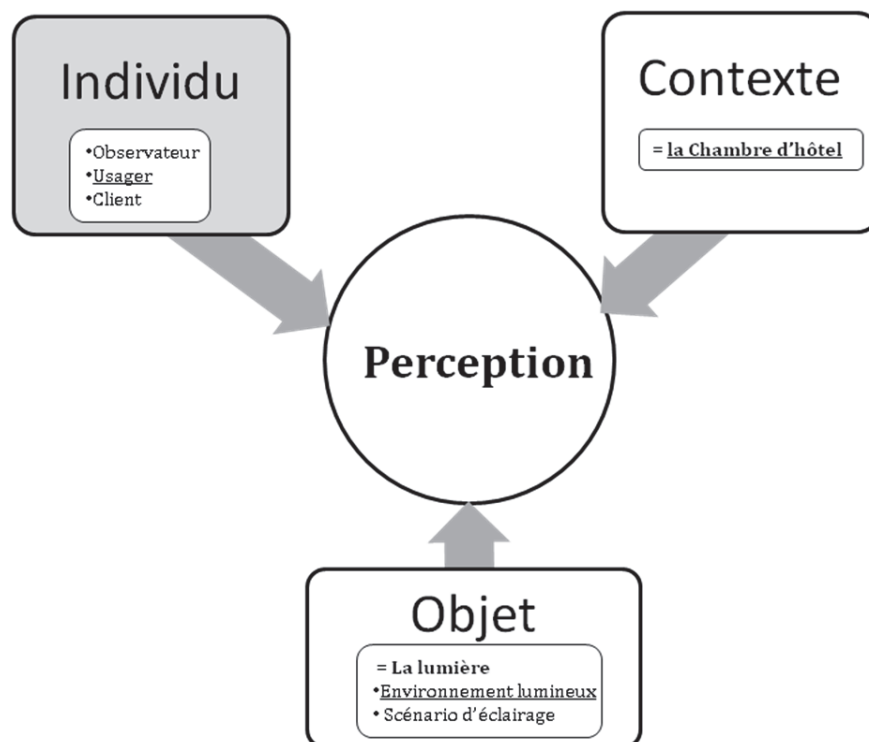 Individu
•Observateur
•Usager
•Client
Contexte
= la Chambre d'hôtel
Perception
Objet
= La lumière
•Environnement lumineux
• Scénario d'éclairage